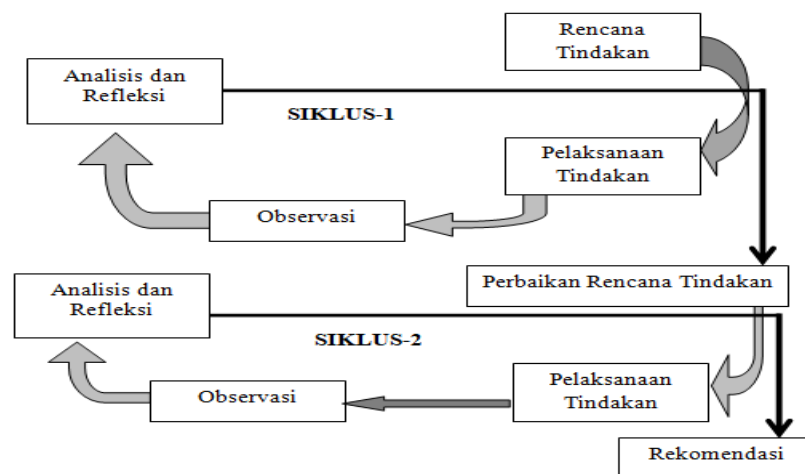 Rencana
Tindakan
Analisis dan
Refleksi
SIKLUS-1
Pelaksanaan
Tindakan
Observasi
Perbaikan Rencana Tindakan
Analisis dan
Refleksi
SIKLUS-2
Pelaksanaan
Tindakan
Observasi
Rekomendasi